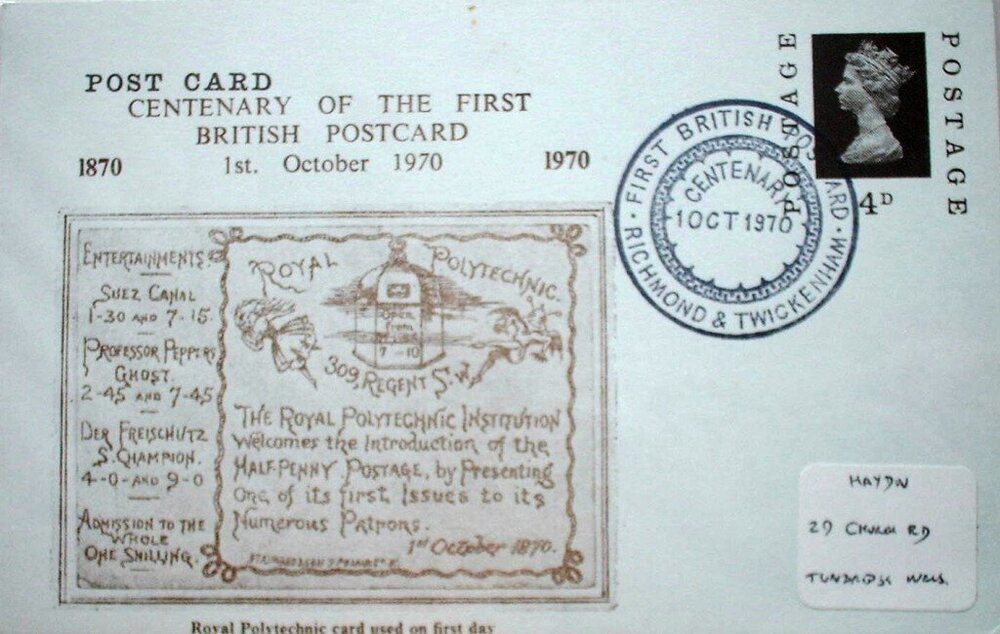 POST CARD
CENTENARY OF THE FIRST
BRITISH POSTCARD
1870 1st. October 1970 1970
POSTAGE
POSTAGE
4D
FIRST BRITISH POSTCARD
CENTENARY
1 OCT 1970
RICHMOND & TWICKENHAM
ENTERTAINMENTS.
SUEZ CANAL
1-30 AND 7-15.
PROFESSOR PEPPERS
GHOST.
2-45 AND 7-45
DER FREISCHUTZ
S. CHAMPION.
4-0 AND 9-0
ADMISSION TO THE
WHOLE
ONE SHILLING.
ROYAL POLYTECHNIC.
Open
from
7-10
309, REGENT St. W.
THE ROYAL POLYTECHNIC INSTITUTION
Welcomes the Introduction of the
HALF-PENNY POSTAGE, by Presenting
One of its first Issues to its
Numerous Patrons.
1st October 1870.
Royal Polytechnic card used on first day
HAYDN
29 CHURCH RD
TUNBRIDGE WELLS.